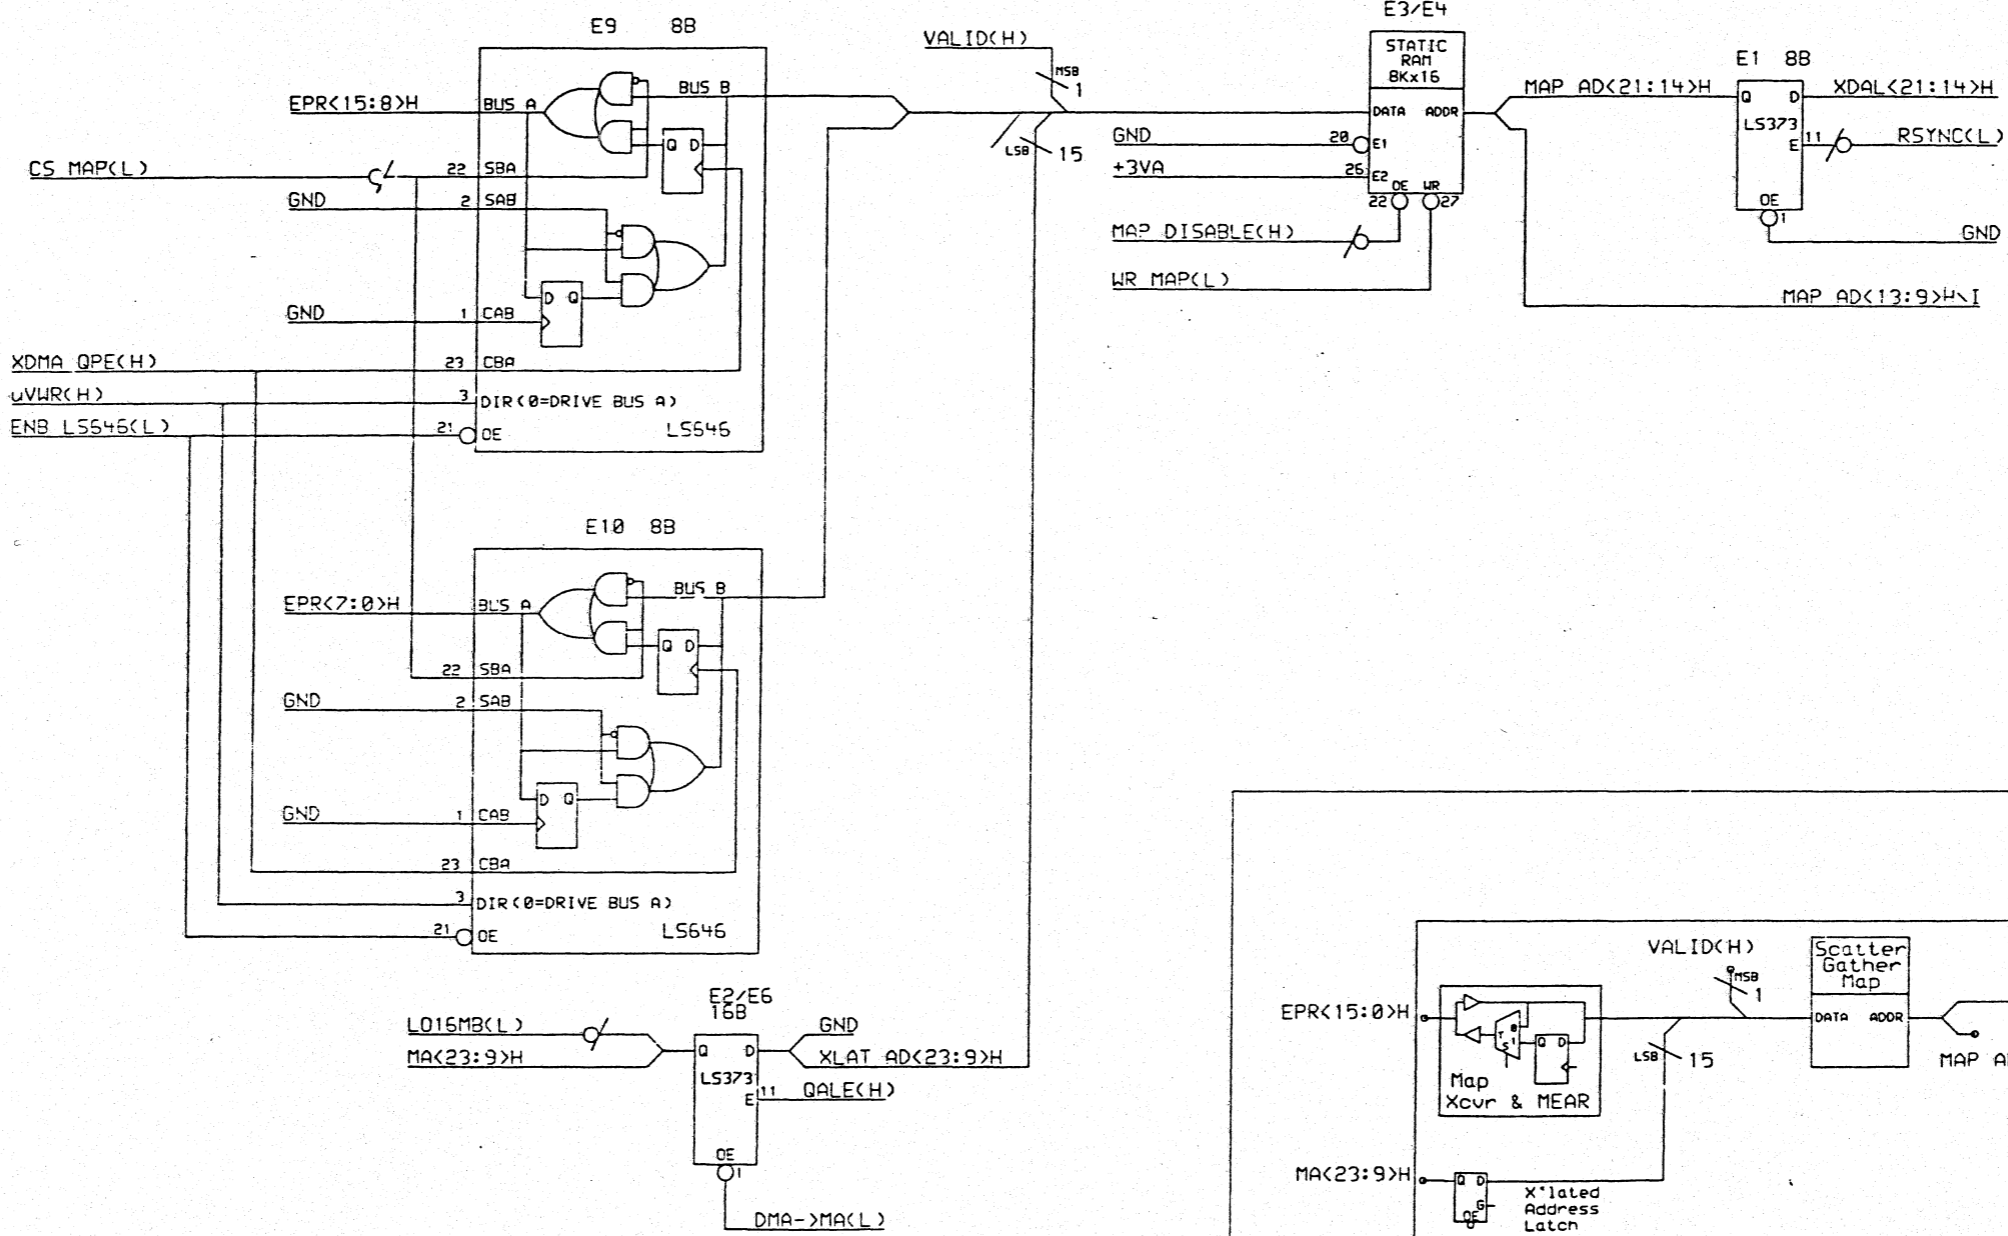 E9 8B
EPR<15:8>H
BUS A
BUS B
CS MAP(L)
22 SBA
Q D
GND
2 SAB
D Q
GND
1 CAB
XDMA QPE(H)
23 CBA
uVWR(H)
3 DIR(0=DRIVE BUS A)
ENB LS646(L)
21 OE
LS646
E10 8B
EPR<7:0>H
BUS A
BUS B
Q D
22 SBA
GND
2 SAB
D Q
GND
1 CAB
23 CBA
3 DIR(0=DRIVE BUS A)
21 OE
LS646
E2/E6
16B
LO16MB(L)
MA<23:9>H
Q D
LS373
E
11 QALE(H)
GND
XLAT AD<23:9>H
OE
1
DMA->MA(L)
VALID(H)
MSB
1
LSB 15
E3/E4
STATIC
RAM
8Kx16
DATA ADDR
GND
20 E1
+3VA
26 E2
OE WR
22 27
MAP DISABLE(H)
WR MAP(L)
MAP AD<21:14>H
MAP AD<13:9>H\I
E1 8B
Q D
XDAL<21:14>H
LS373
E
11 RSYNC(L)
OE
1
GND
EPR<15:0>H
T 0
S 1
Q D
Map
Xcvr & MEAR
VALID(H)
MSB
1
LSB 15
Scatter
Gather
Map
DATA ADDR
MAP
MA<23:9>H
Q D
G
OE
X'lated
Address
Latch